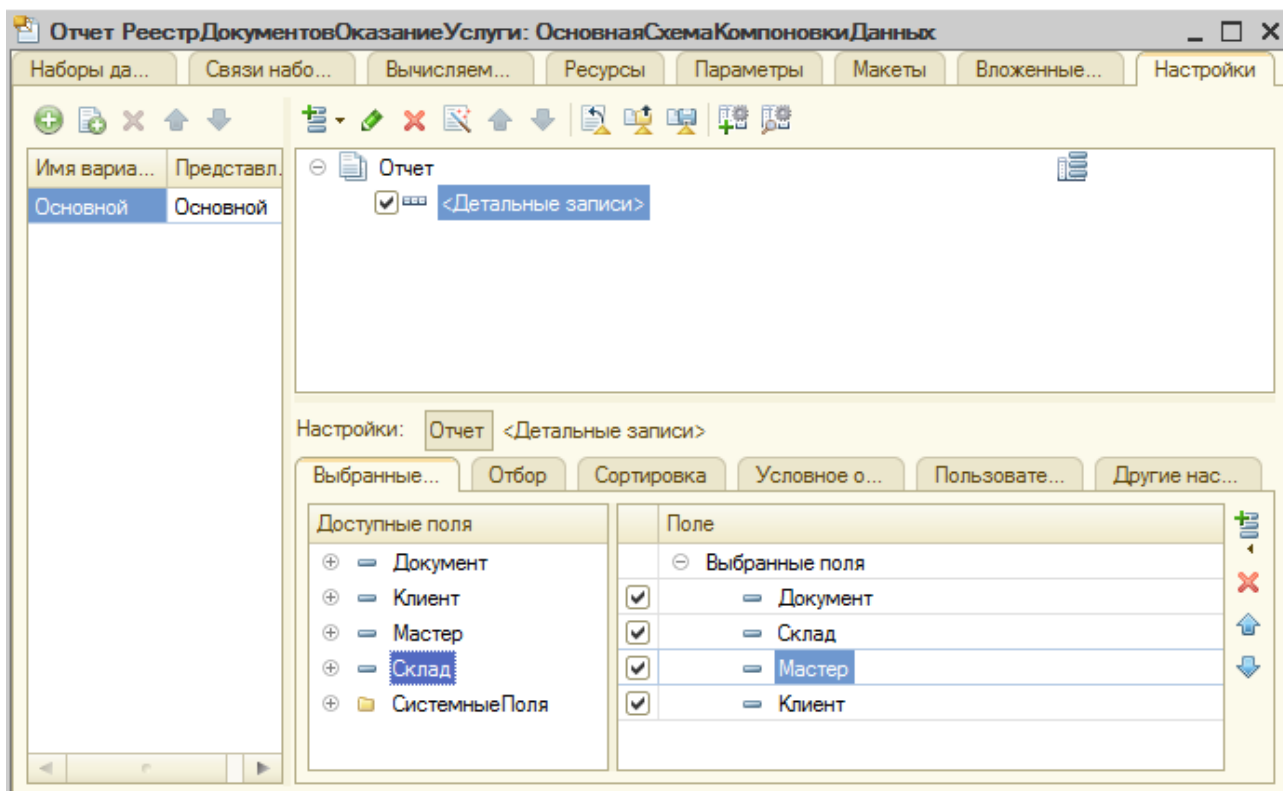 Отчет РеестрДокументовОказаниеУслуги: ОсновнаяСхемаКомпоновкиДанных
Наборы да... Связи набо... Вычисляем... Ресурсы Параметры Макеты Вложенные... Настройки
Имя вариа... Представл.
Основной Основной
Отчет
<Детальные записи>
Настройки: Отчет <Детальные записи>
Выбранные... Отбор Сортировка Условное о... Пользовате... Другие нас...
Доступные поля Поле
Документ Выбранные поля
Клиент Документ
Мастер Склад
Склад Мастер
СистемныеПоля Клиент